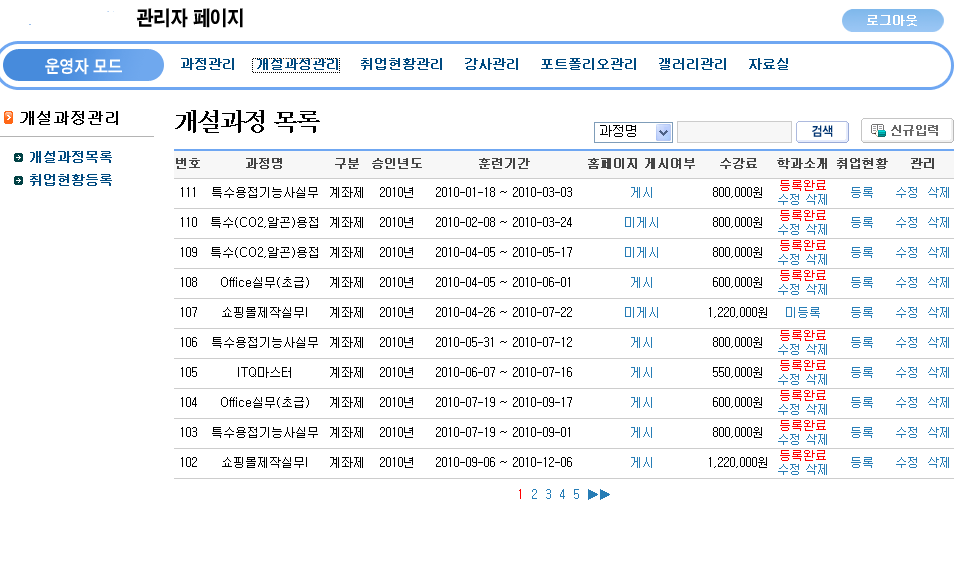 관리자 페이지
로그아웃
운영자 모드 과정관리 개설과정관리 취업현황관리 강사관리 포트폴리오관리 갤러리관리 자료실
개설과정관리
개설과정목록
취업현황등록
개설과정 목록
과정명 검색 신규입력
번호 과정명 구분 승인년도 훈련기간 홈페이지 게시여부 수강료 학과소개 취업현황 관리
111 특수용접기능사실무 계좌제 2010년 2010-01-18 ~ 2010-03-03 게시 800,000원 등록완료 수정 삭제 등록 수정 삭제
110 특수(CO2,알곤)용접 계좌제 2010년 2010-02-08 ~ 2010-03-24 미게시 800,000원 등록완료 수정 삭제 등록 수정 삭제
109 특수(CO2,알곤)용접 계좌제 2010년 2010-04-05 ~ 2010-05-17 미게시 800,000원 등록완료 수정 삭제 등록 수정 삭제
108 Office실무(초급) 계좌제 2010년 2010-04-05 ~ 2010-06-01 게시 600,000원 등록완료 수정 삭제 등록 수정 삭제
107 쇼핑몰제작실무I 계좌제 2010년 2010-04-26 ~ 2010-07-22 미게시 1,220,000원 미등록 등록 수정 삭제
106 특수용접기능사실무 계좌제 2010년 2010-05-31 ~ 2010-07-12 게시 800,000원 등록완료 수정 삭제 등록 수정 삭제
105 ITQ마스터 계좌제 2010년 2010-06-07 ~ 2010-07-16 게시 550,000원 등록완료 수정 삭제 등록 수정 삭제
104 Office실무(초급) 계좌제 2010년 2010-07-19 ~ 2010-09-17 게시 600,000원 등록완료 수정 삭제 등록 수정 삭제
103 특수용접기능사실무 계좌제 2010년 2010-07-19 ~ 2010-09-01 게시 800,000원 등록완료 수정 삭제 등록 수정 삭제
102 쇼핑몰제작실무I 계좌제 2010년 2010-09-06 ~ 2010-12-06 게시 1,220,000원 등록완료 수정 삭제 등록 수정 삭제
1 2 3 4 5 ▶▶